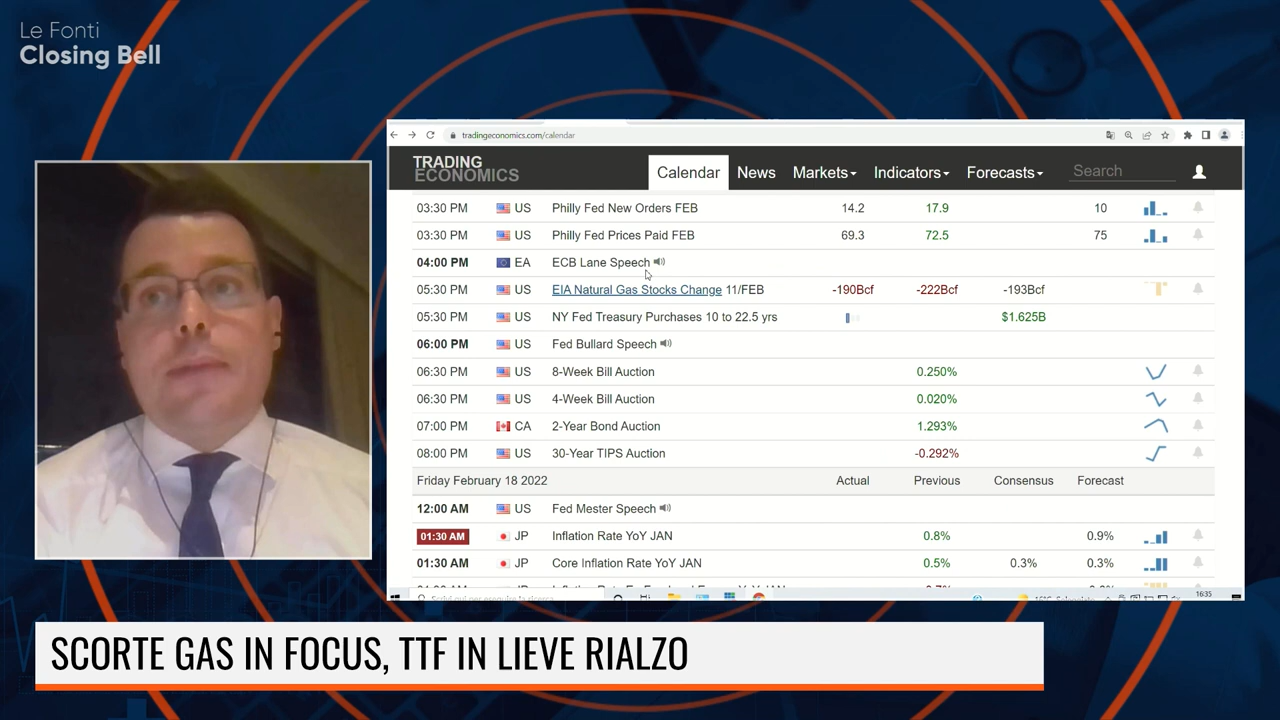 Le Fonti
Closing Bell
tradingeconomics.com/calendar
TRADING
ECONOMICS
Calendar News Markets Indicators Forecasts Search
03:30 PM US Philly Fed New Orders FEB 14.2 17.9 10
03:30 PM US Philly Fed Prices Paid FEB 69.3 72.5 75
04:00 PM EA ECB Lane Speech
05:30 PM US EIA Natural Gas Stocks Change 11/FEB -190Bcf -222Bcf -193Bcf
05:30 PM US NY Fed Treasury Purchases 10 to 22.5 yrs $1.625B
06:00 PM US Fed Bullard Speech
06:30 PM US 8-Week Bill Auction 0.250%
06:30 PM US 4-Week Bill Auction 0.020%
07:00 PM CA 2-Year Bond Auction 1.293%
08:00 PM US 30-Year TIPS Auction -0.292%
Friday February 18 2022 Actual Previous Consensus Forecast
12:00 AM US Fed Mester Speech
01:30 AM JP Inflation Rate YoY JAN 0.8% 0.9%
01:30 AM JP Core Inflation Rate YoY JAN 0.5% 0.3% 0.3%
16:35
SCORTE GAS IN FOCUS, TTF IN LIEVE RIALZO